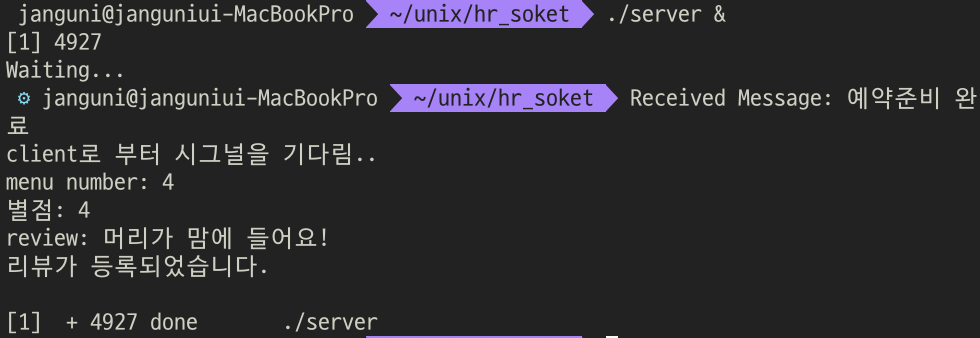 janguni@janguniui-MacBookPro ~/unix/hr_soket ./server &
[1] 4927
Waiting...
⚙ janguni@janguniui-MacBookPro ~/unix/hr_soket Received Message: 예약준비 완
료
client로 부터 시그널을 기다림..
menu number: 4
별점: 4
review: 머리가 맘에 들어요!
리뷰가 등록되었습니다.
[1]  + 4927 done       ./server